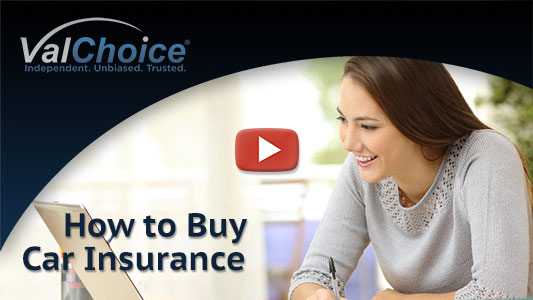 ValChoice®
Independent. Unbiased. Trusted.
How to Buy
Car Insurance